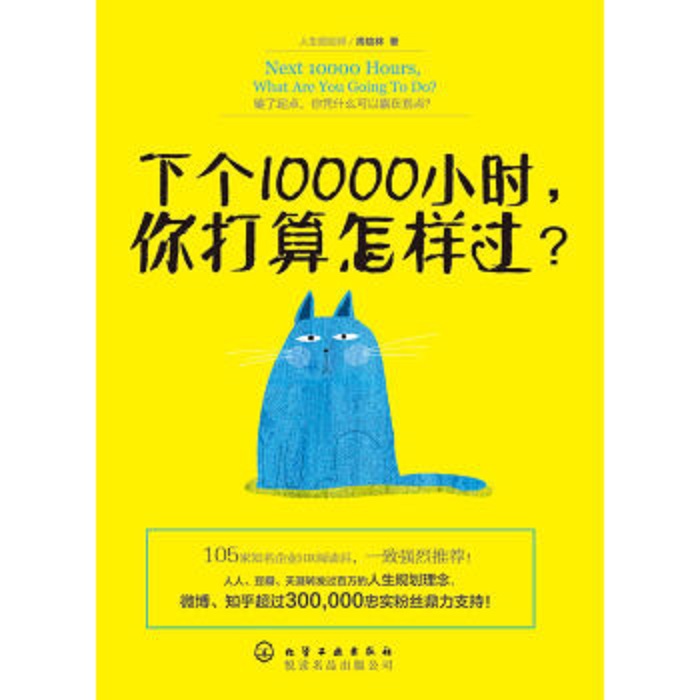 人生规划师/周晓林 著
Next 10000 Hours,
What Are You Going To Do?
输了起点，你凭什么可以赢在拐点？
下个10000小时，
你打算怎样过？
105家知名企业HR阅读后，一致强烈推荐！
人人、豆瓣、天涯转发过百万的人生规划理念，
微博、知乎超过300,000忠实粉丝鼎力支持！
化学工业出版社
悦读名品出版公司